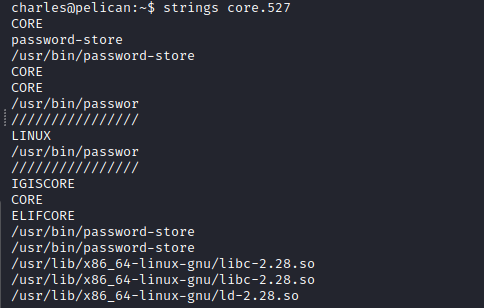 charles@pelican:~$ strings core.527
CORE
password-store
/usr/bin/password-store
CORE
CORE
/usr/bin/passwor
////////////////
LINUX
/usr/bin/passwor
////////////////
IGISCORE
CORE
ELIFCORE
/usr/bin/password-store
/usr/bin/password-store
/usr/lib/x86_64-linux-gnu/libc-2.28.so
/usr/lib/x86_64-linux-gnu/libc-2.28.so
/usr/lib/x86_64-linux-gnu/ld-2.28.so